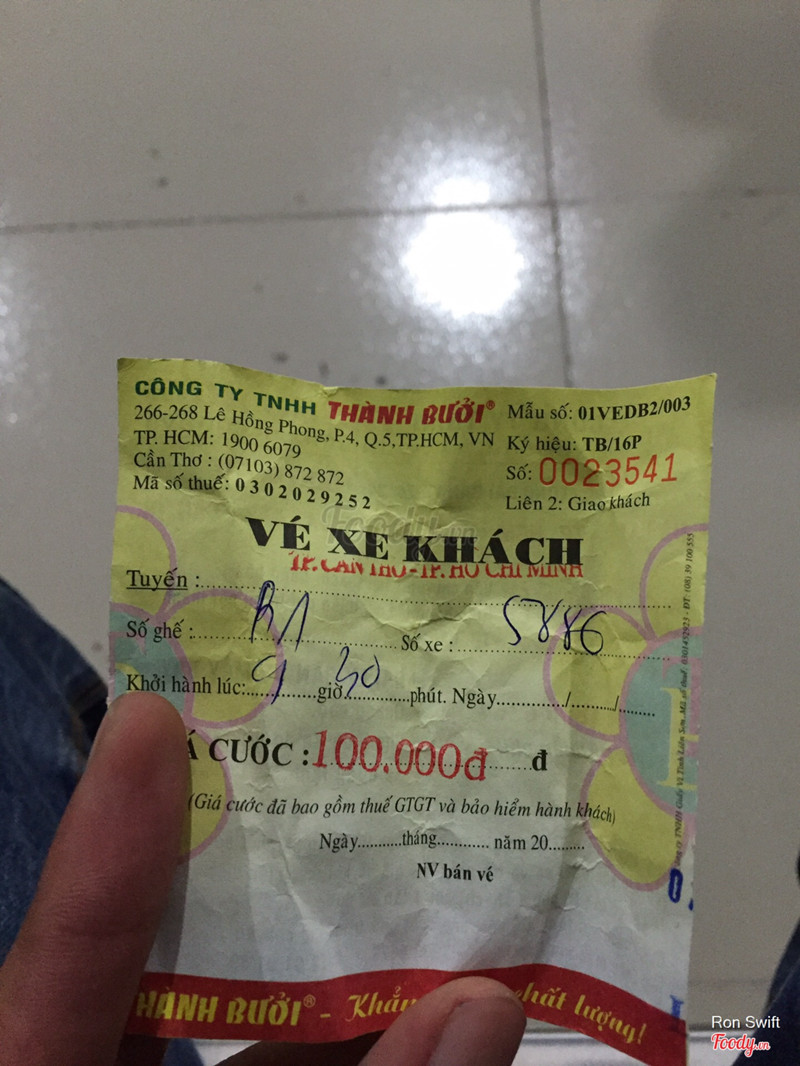 CÔNG TY TNHH THÀNH BƯỞI®
266-268 Lê Hồng Phong, P.4, Q.5,TP.HCM, VN
TP. HCM: 1900 6079
Cần Thơ : (07103) 872 872
Mã số thuế: 0302029252
Mẫu số: 01VEDB2/003
Ký hiệu: TB/16P
Số: 0023541
Liên 2: Giao khách
VÉ XE KHÁCH
TP. CẦN THƠ-TP. HỒ CHÍ MINH
Tuyến :
Số ghế : B1 Số xe : 5886
Khởi hành lúc: 9 giờ 30 phút. Ngày ....../....../......
CƯỚC : 100.000đ đ
(Giá cước đã bao gồm thuế GTGT và bảo hiểm hành khách)
Ngày..........tháng............ năm 20.........
NV bán vé
THÀNH BƯỞI® - chất lượng!
Ron Swift
Foody.vn